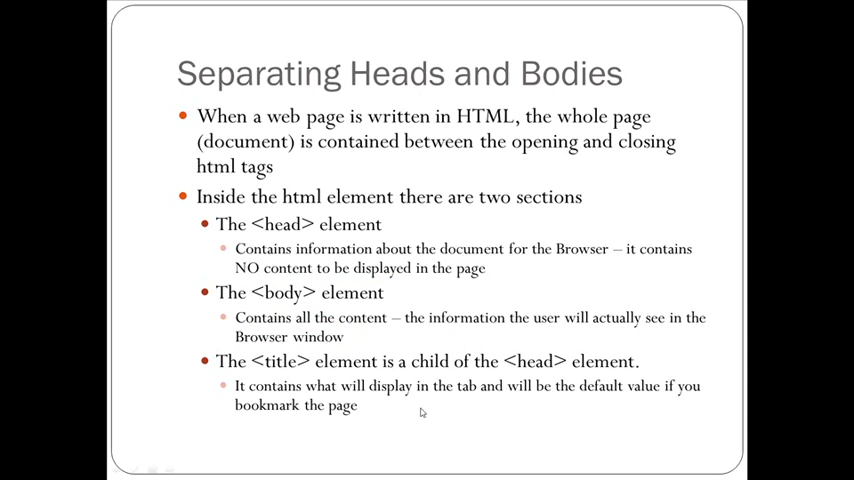 Separating Heads and Bodies
• When a web page is written in HTML, the whole page
(document) is contained between the opening and closing
html tags
• Inside the html element there are two sections
• The <head> element
• Contains information about the document for the Browser – it contains
NO content to be displayed in the page
• The <body> element
• Contains all the content – the information the user will actually see in the
Browser window
• The <title> element is a child of the <head> element.
• It contains what will display in the tab and will be the default value if you
bookmark the page